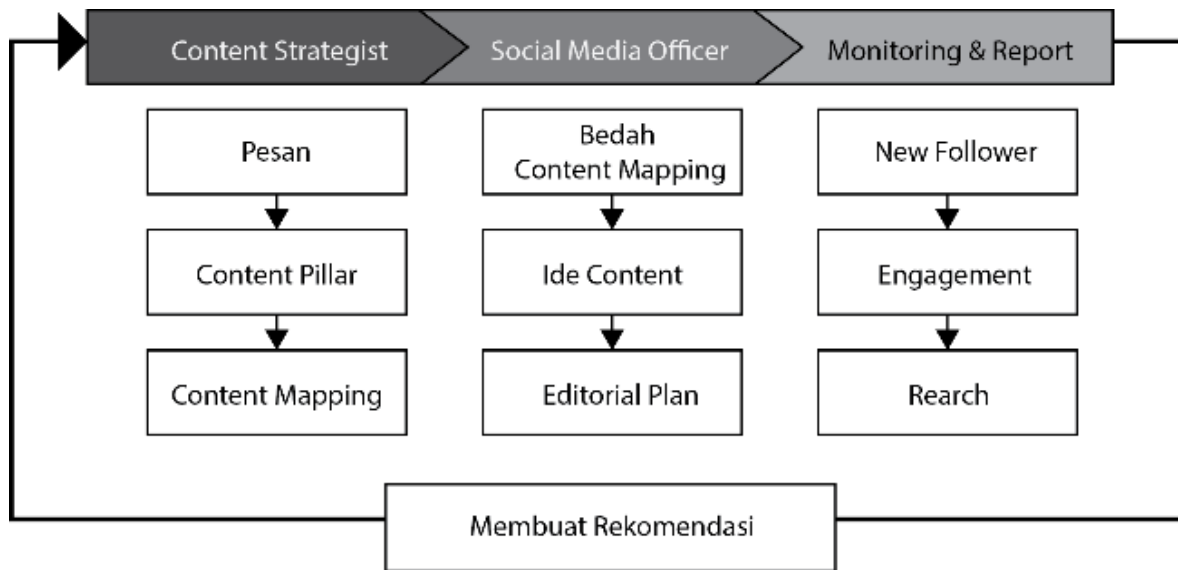 Content Strategist
Social Media Officer
Monitoring & Report
Pesan
Content Pillar
Content Mapping
Bedah
Content Mapping
Ide Content
Editorial Plan
New Follower
Engagement
Rearch
Membuat Rekomendasi